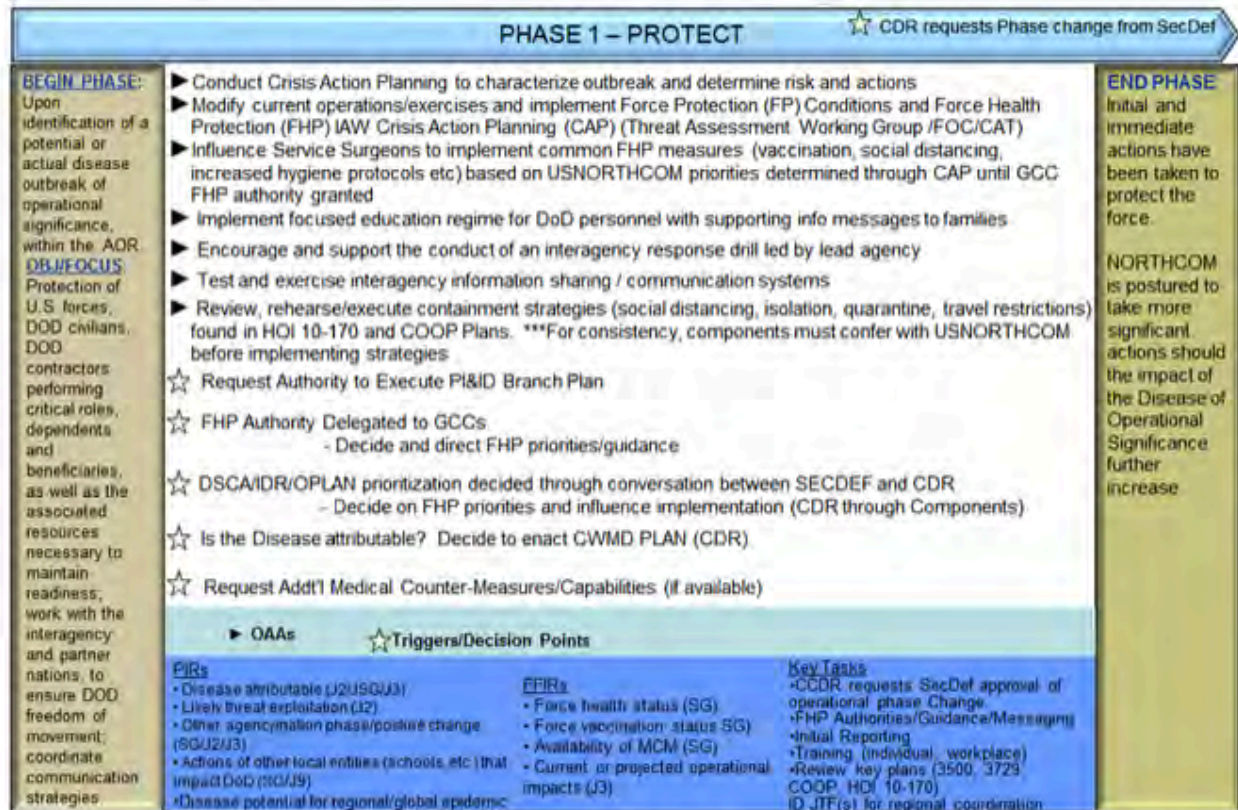 PHASE 1 – PROTECT
☆ CDR requests Phase change from SecDef
BEGIN PHASE:
Upon
identification of a
potential or
actual disease
outbreak of
operational
significance,
within the AOR.
OBJ/FOCUS
Protection of
U.S. forces,
DOD civilians,
DOD
contractors
performing
critical roles,
dependents
and
beneficiaries,
as well as the
associated
resources
necessary to
maintain
readiness;
work with the
interagency
and partner
nations, to
ensure DOD
freedom of
movement;
coordinate
communication
strategies
► Conduct Crisis Action Planning to characterize outbreak and determine risk and actions
► Modify current operations/exercises and implement Force Protection (FP) Conditions and Force Health
Protection (FHP) IAW Crisis Action Planning (CAP) (Threat Assessment Working Group /FOC/CAT)
► Influence Service Surgeons to implement common FHP measures (vaccination, social distancing,
increased hygiene protocols etc) based on USNORTHCOM priorities determined through CAP until GCC
FHP authority granted
► Implement focused education regime for DoD personnel with supporting info messages to families
► Encourage and support the conduct of an interagency response drill led by lead agency
► Test and exercise interagency information sharing / communication systems
► Review, rehearse/execute containment strategies (social distancing, isolation, quarantine, travel restrictions)
found in HOI 10-170 and COOP Plans. ***For consistency, components must confer with USNORTHCOM
before implementing strategies
☆ Request Authority to Execute PI&ID Branch Plan
☆ FHP Authority Delegated to GCCs
- Decide and direct FHP priorities/guidance
☆ DSCA/IDR/OPLAN prioritization decided through conversation between SECDEF and CDR
- Decide on FHP priorities and influence implementation (CDR through Components)
☆ Is the Disease attributable? Decide to enact CWMD PLAN (CDR)
☆ Request Addt'l Medical Counter-Measures/Capabilities (if available)
► OAAs ☆Triggers/Decision Points
PIRs
• Disease attributable (J2/JSG/J3)
• Likely threat exploitation (J2)
• Other agency/nation phase/posture change
(SG/J2/J3)
• Actions of other local entities (schools, etc.) that
impact DoD (SG/J9)
•Disease potential for regional/global epidemic
FFIRs
• Force health status (SG)
• Force vaccination status SG)
• Availability of MCM (SG)
• Current or projected operational
impacts (J3)
Key Tasks
•CCDR requests SecDef approval of
operational phase Change.
•FHP Authorities/Guidance/Messaging
•Initial Reporting
•Training (individual, workplace)
•Review key plans (3500, 3729
COOP, HOI 10-170)
ID JTF(s) for regional coordination
END PHASE
Initial and
immediate
actions have
been taken to
protect the
force.
NORTHCOM
is postured to
take more
significant
actions should
the impact of
the Disease of
Operational
Significance
further
increase